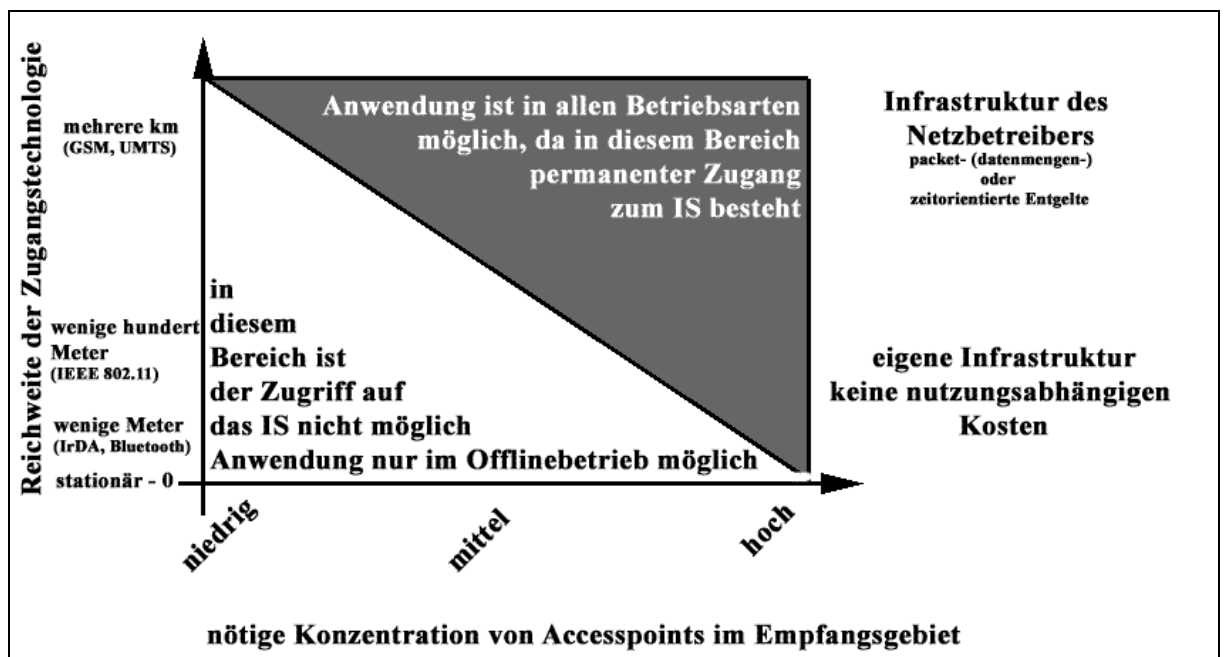 Reichweite der Zugangstechnologie
mehrere km
(GSM, UMTS)
wenige hundert
Meter
(IEEE 802.11)
wenige Meter
(IrDA, Bluetooth)
stationär - 0
Anwendung ist in allen Betriebsarten
möglich, da in diesem Bereich
permanenter Zugang
zum IS besteht
in
diesem
Bereich ist
der Zugriff auf
das IS nicht möglich
Anwendung nur im Offlinebetrieb möglich
Infrastruktur des
Netzbetreibers
packet- (datenmengen-)
oder
zeitorientierte Entgelte
eigene Infrastruktur
keine nutzungsabhängigen
Kosten
niedrig
mittel
hoch
nötige Konzentration von Accesspoints im Empfangsgebiet